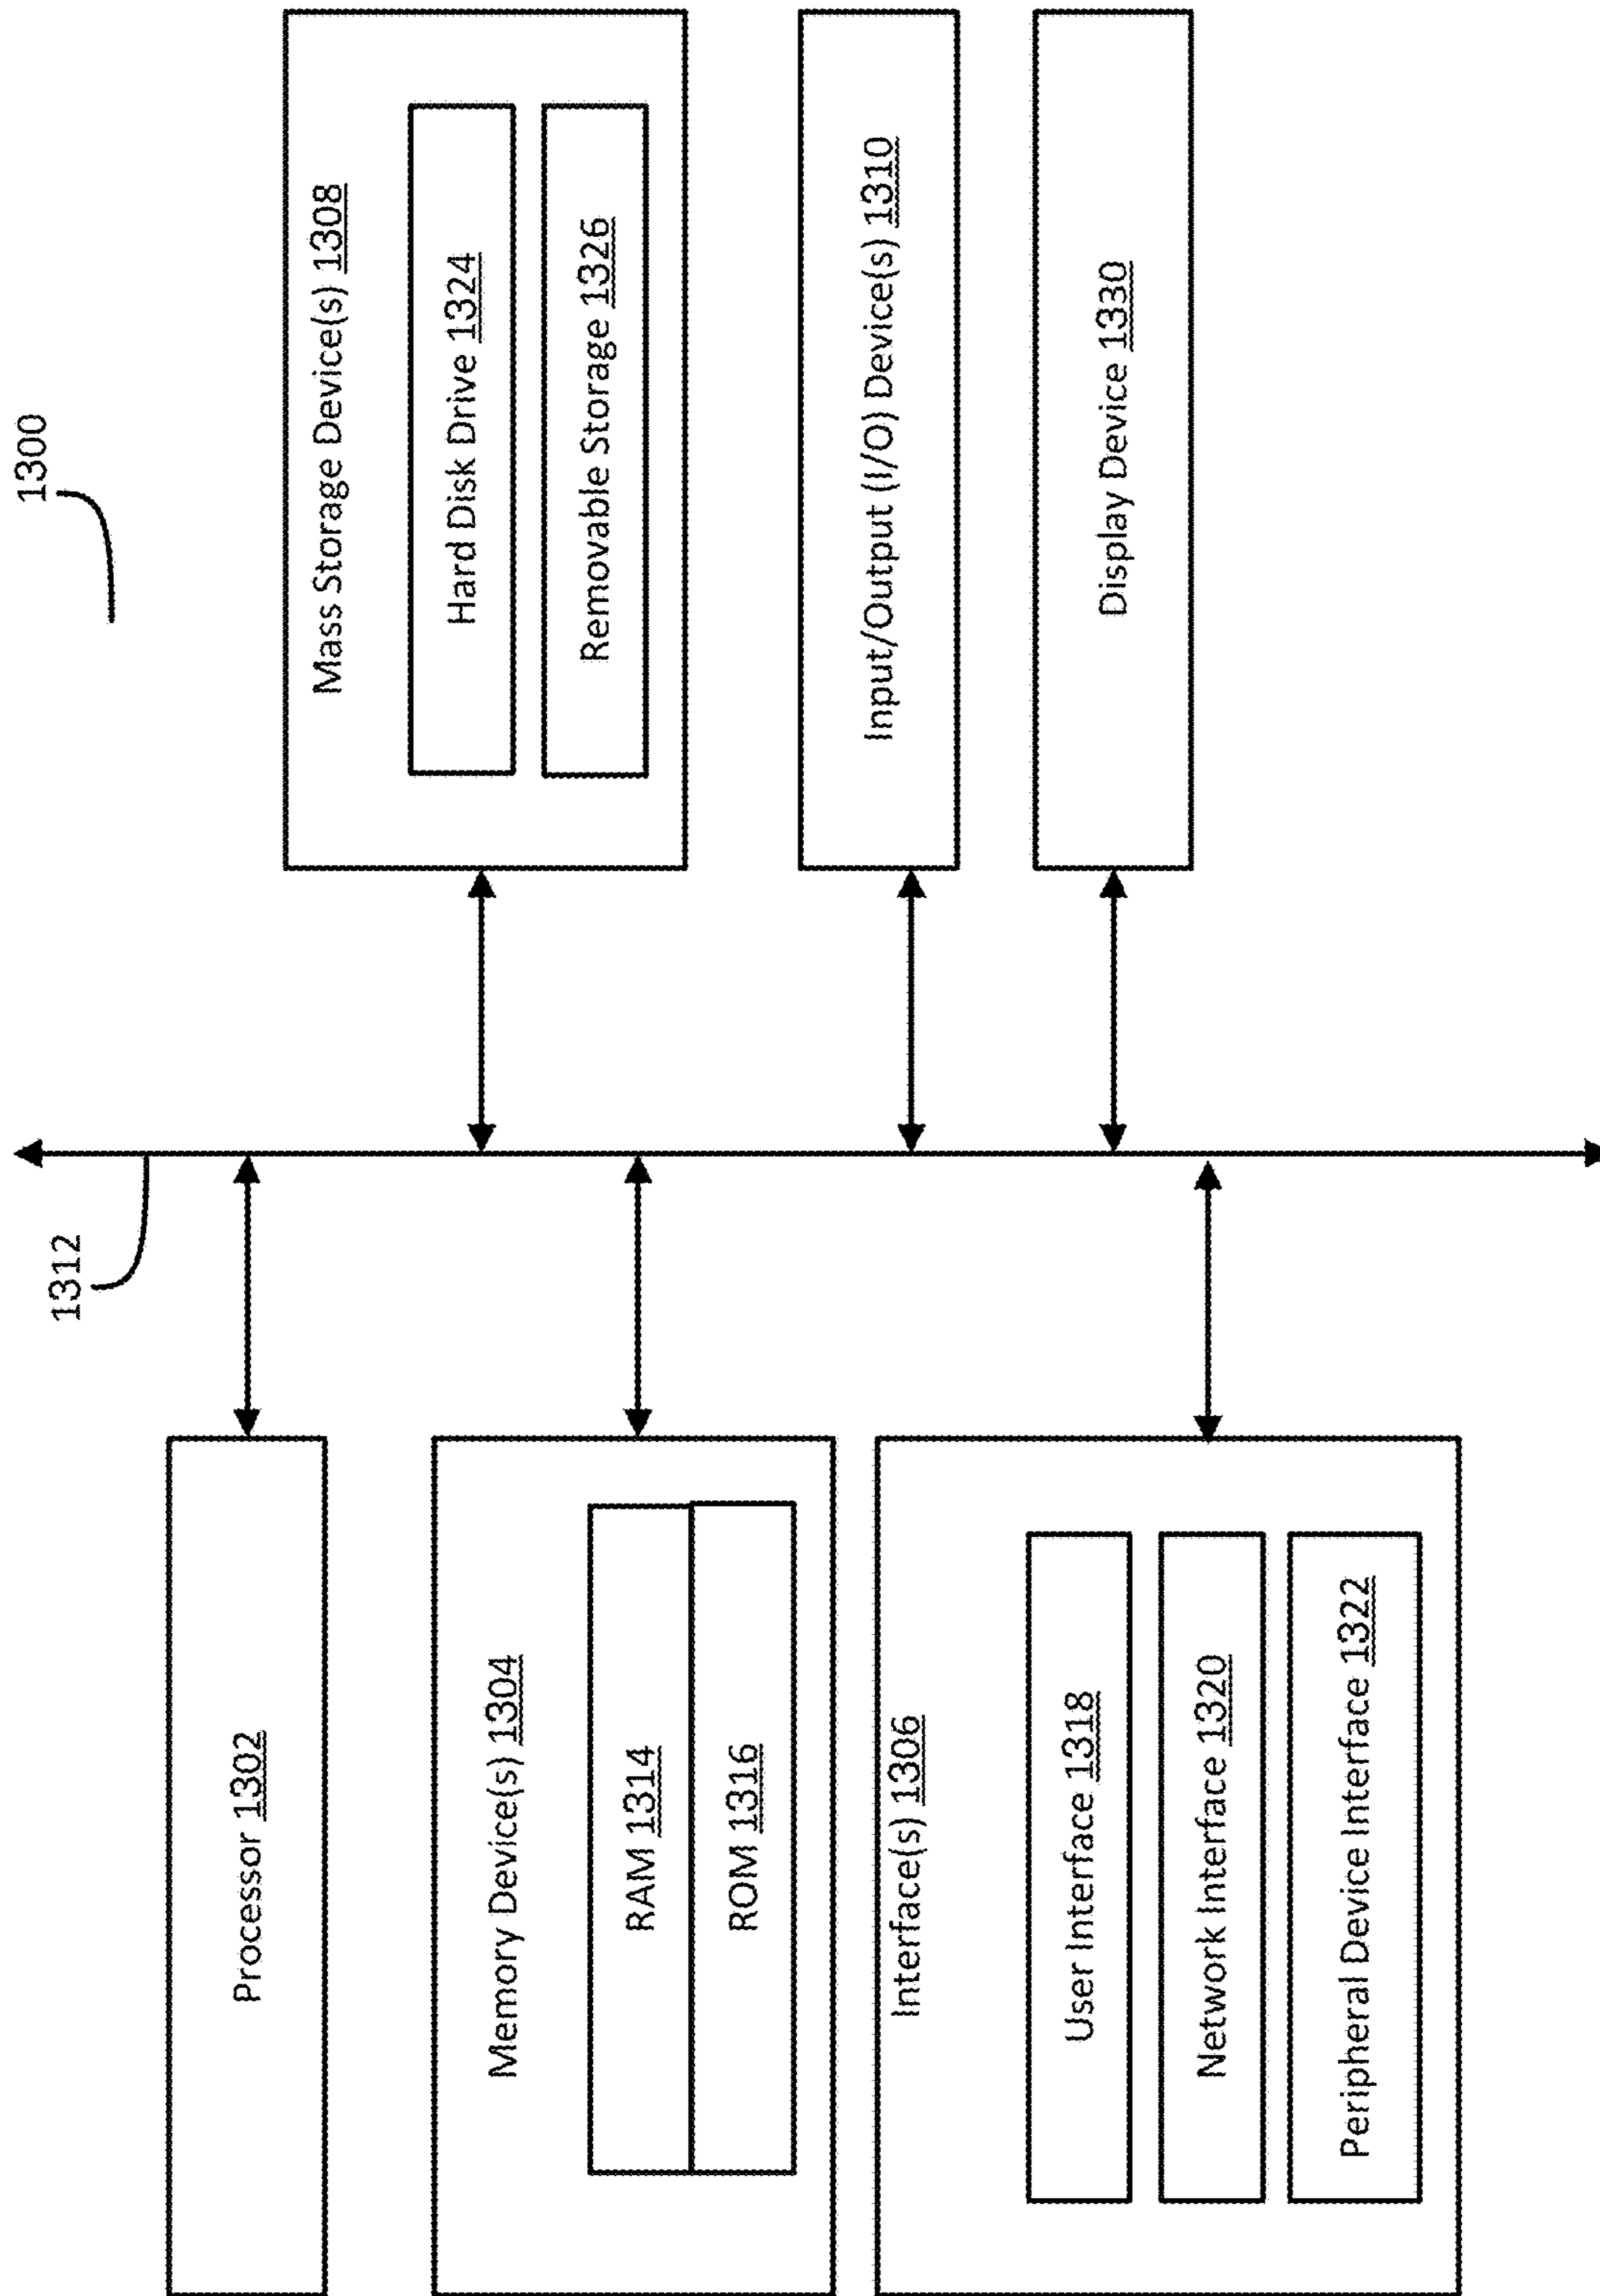 1300
1312
Processor 1302
Memory Device(s) 1304
RAM 1314
ROM 1316
Interface(s) 1306
User Interface 1318
Network Interface 1320
Peripheral Device Interface 1322
Mass Storage Device(s) 1308
Hard Disk Drive 1324
Removable Storage 1326
Input/Output (I/O) Device(s) 1310
Display Device 1330